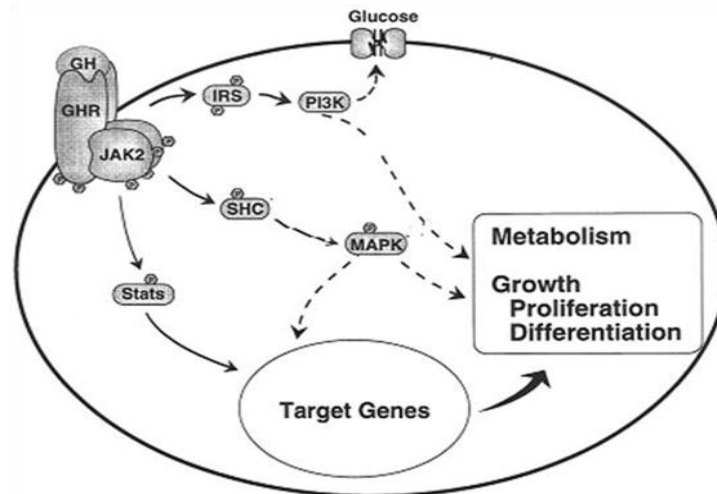 Glucose
GH
GHR
JAK2
IRS
PI3K
SHC
MAPK
Stats
Metabolism
Growth
Proliferation
Differentiation
Target Genes
P
P
P
P
P
P
P
P
P
P
P
P